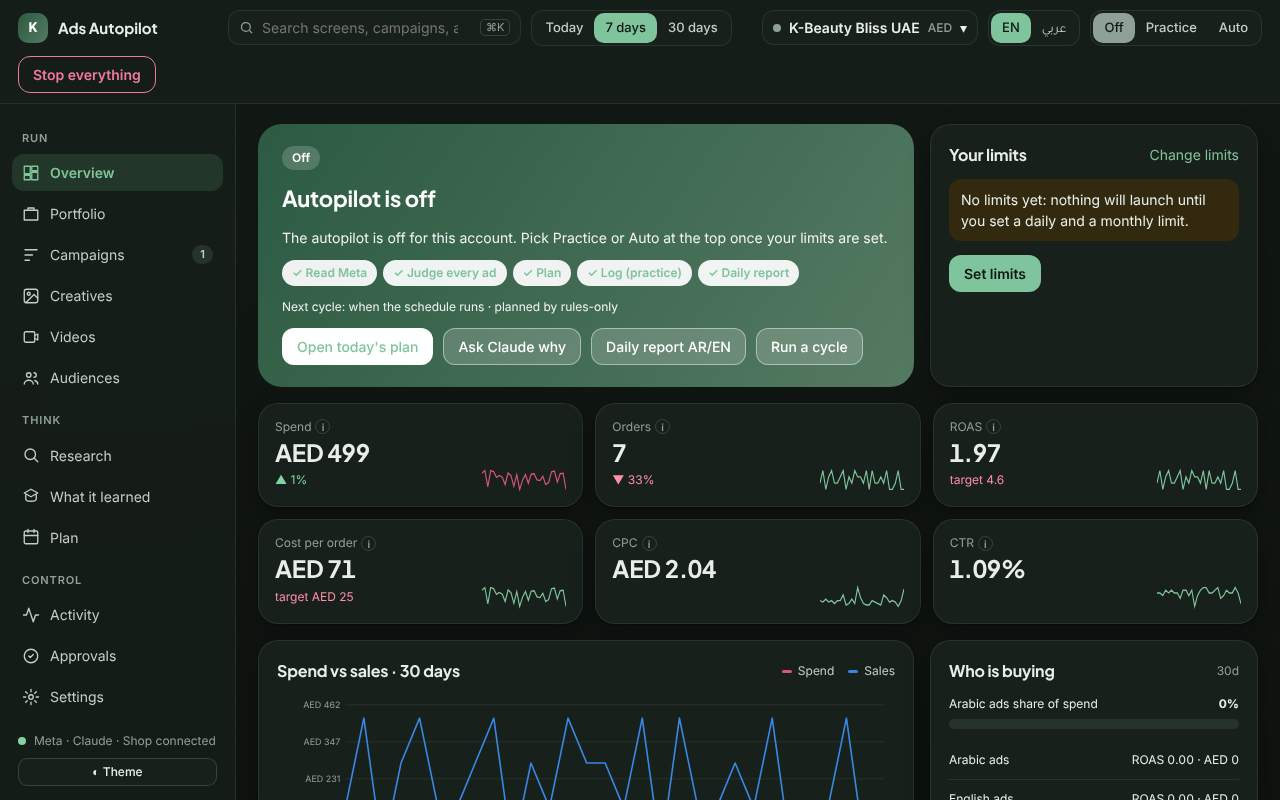 K Ads Autopilot
Search screens, campaigns, a ⌘K
Today 7 days 30 days
K-Beauty Bliss UAE AED ▾
EN عربي
Off Practice Auto
Stop everything
RUN
Overview
Portfolio
Campaigns 1
Creatives
Videos
Audiences
THINK
Research
What it learned
Plan
CONTROL
Activity
Approvals
Settings
Meta · Claude · Shop connected
Theme
Off
Autopilot is off
The autopilot is off for this account. Pick Practice or Auto at the top once your limits are set.
✓ Read Meta ✓ Judge every ad ✓ Plan ✓ Log (practice) ✓ Daily report
Next cycle: when the schedule runs · planned by rules-only
Open today's plan Ask Claude why Daily report AR/EN Run a cycle
Your limits Change limits
No limits yet: nothing will launch until
you set a daily and a monthly limit.
Set limits
Spend i
AED 499
▲ 1%
Orders i
7
▼ 33%
ROAS i
1.97
target 4.6
Cost per order i
AED 71
target AED 25
CPC i
AED 2.04
CTR i
1.09%
Spend vs sales · 30 days Spend Sales
AED 462
AED 347
AED 231
Who is buying 30d
Arabic ads share of spend 0%
Arabic ads ROAS 0.00 · AED 0
English ads ROAS 0.00 · AED 0